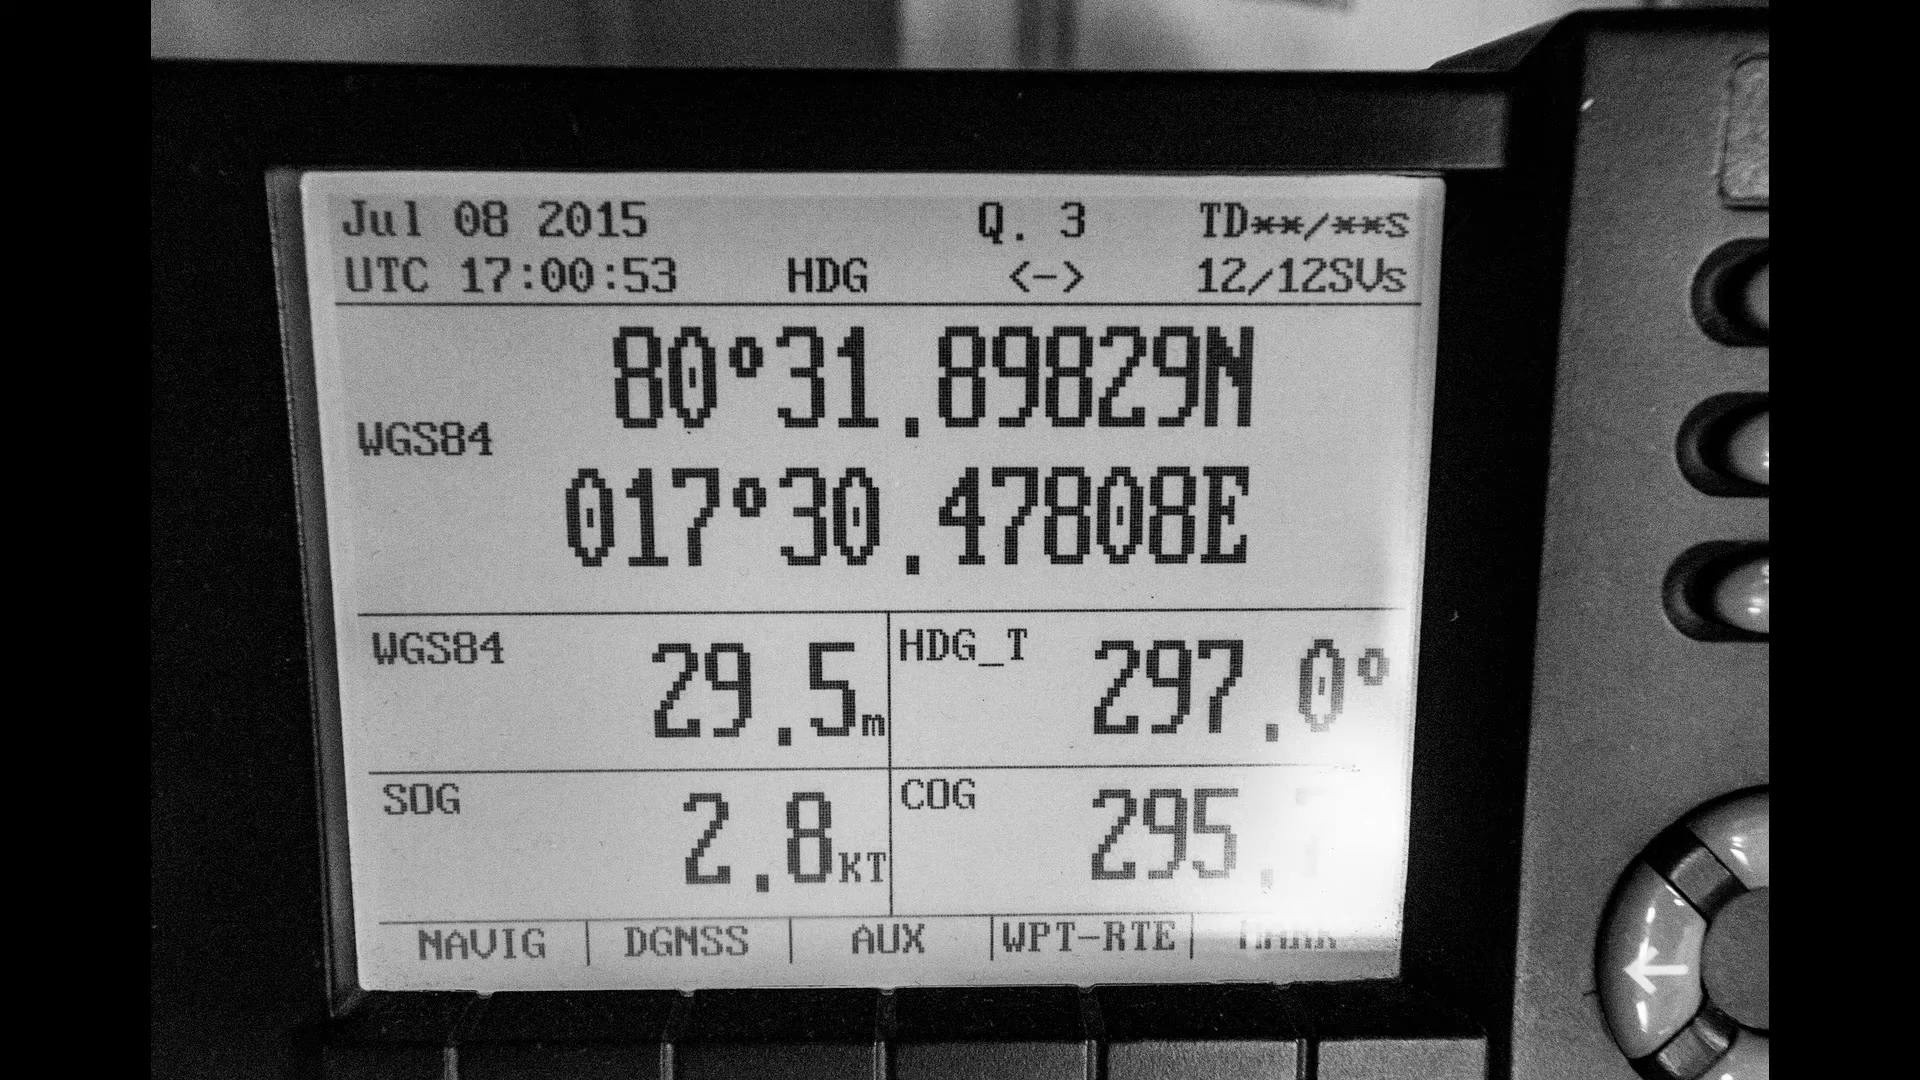 Jul 08 2015 Q. 3 TD**/**s
UTC 17:00:53 HDG <-> 12/12SVs
WGS84
80°31.89829N
017°30.47808E
WGS84 29.5m HDG_T 297.0°
SOG 2.8KT COG 295.
NAVIG DGNSS AUX WPT-RTE